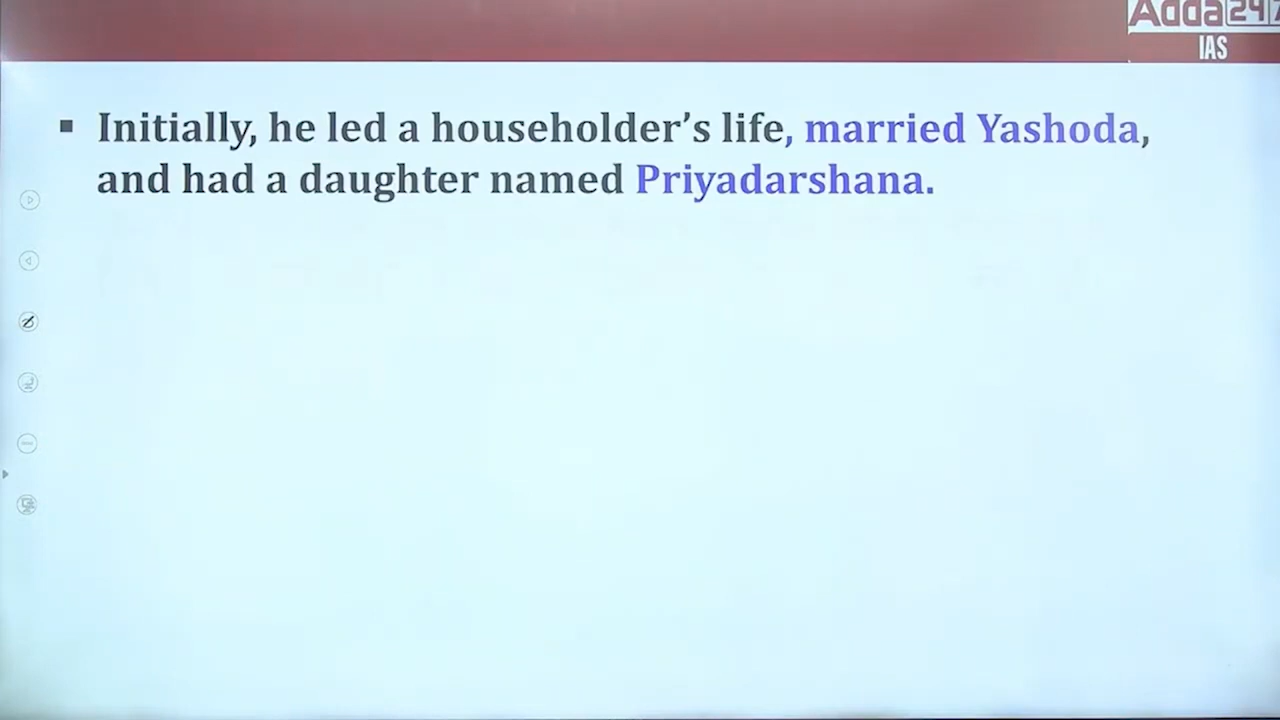 Adda247
IAS
▪ Initially, he led a householder’s life, married Yashoda,
and had a daughter named Priyadarshana.